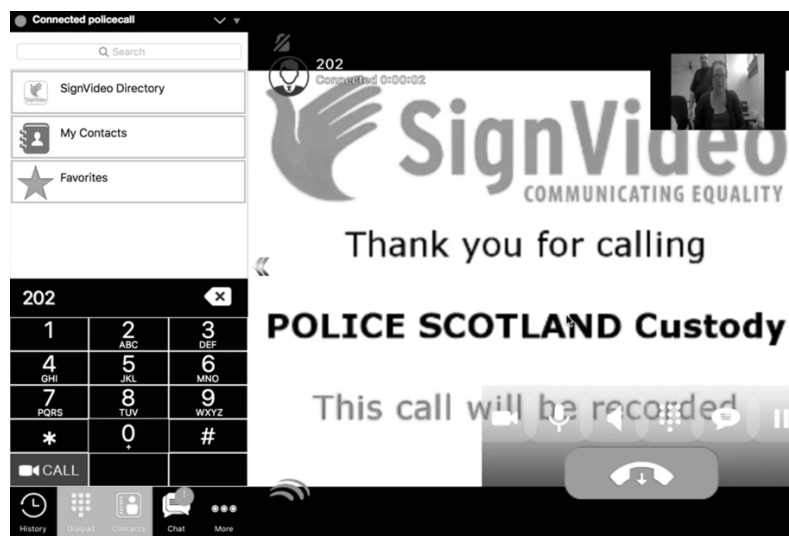 Connected policecall
Search
SignVideo
SignVideo Directory
My Contacts
Favorites
202
1
2
ABC
3
DEF
4
GHI
5
JKL
6
MNO
7
PQRS
8
TUV
9
WXYZ
*
0
+
#
CALL
History
Dialpad
Contacts
!
Chat
More
202
Connected 0:00:02
SignVideo
COMMUNICATING EQUALITY
Thank you for calling
POLICE SCOTLAND Custody
This call will be recorded